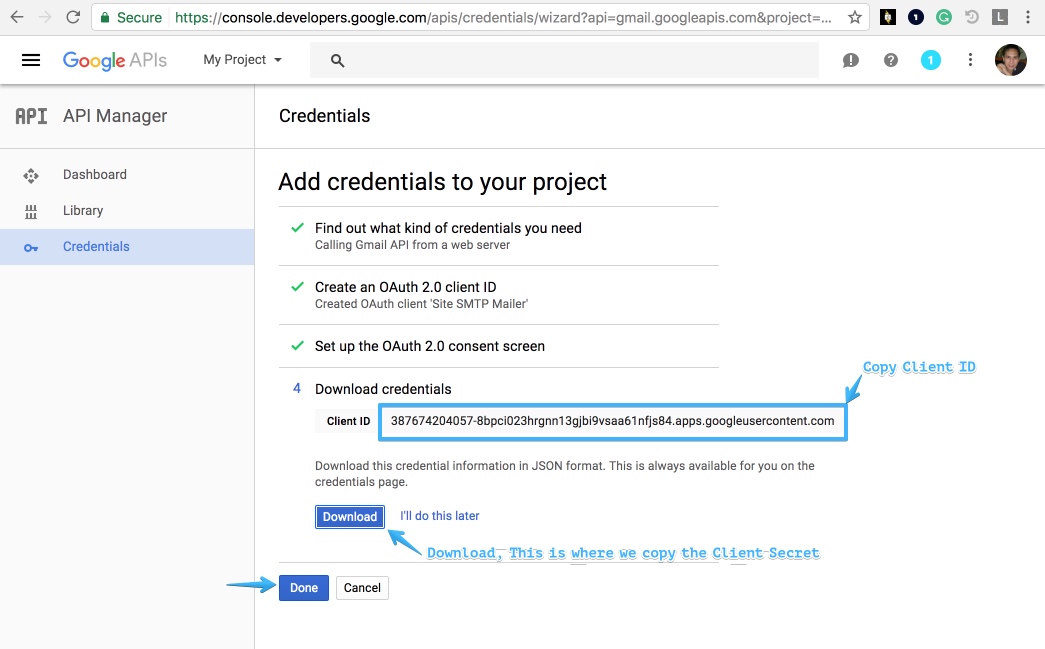 Secure https://console.developers.google.com/apis/credentials/wizard?api=gmail.googleapis.com&project=... 1 G L
Google APIs My Project 1
API API Manager
Credentials
Dashboard
Library
Credentials
Add credentials to your project
Find out what kind of credentials you need
Calling Gmail API from a web server
Create an OAuth 2.0 client ID
Created OAuth client 'Site SMTP Mailer'
Set up the OAuth 2.0 consent screen
Copy Client ID
4 Download credentials
Client ID 387674204057-8bpci023hrgnn13gjbi9vsaa61nfjs84.apps.googleusercontent.com
Download this credential information in JSON format. This is always available for you on the
credentials page.
Download I'll do this later
Download, This is where we copy the Client Secret
Done Cancel